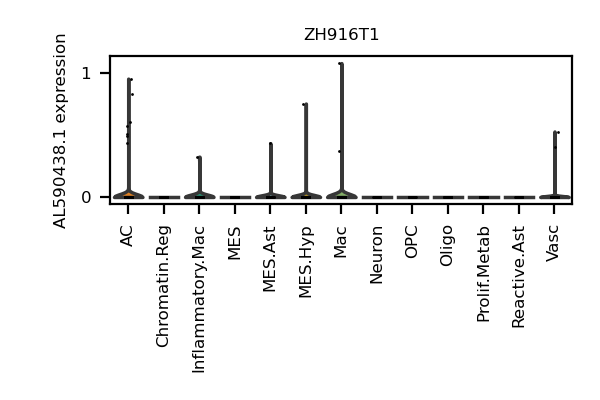 ZH916T1
AL590438.1 expression
1
0
AC
Chromatin.Reg
Inflammatory.Mac
MES
MES.Ast
MES.Hyp
Mac
Neuron
OPC
Oligo
Prolif.Metab
Reactive.Ast
Vasc